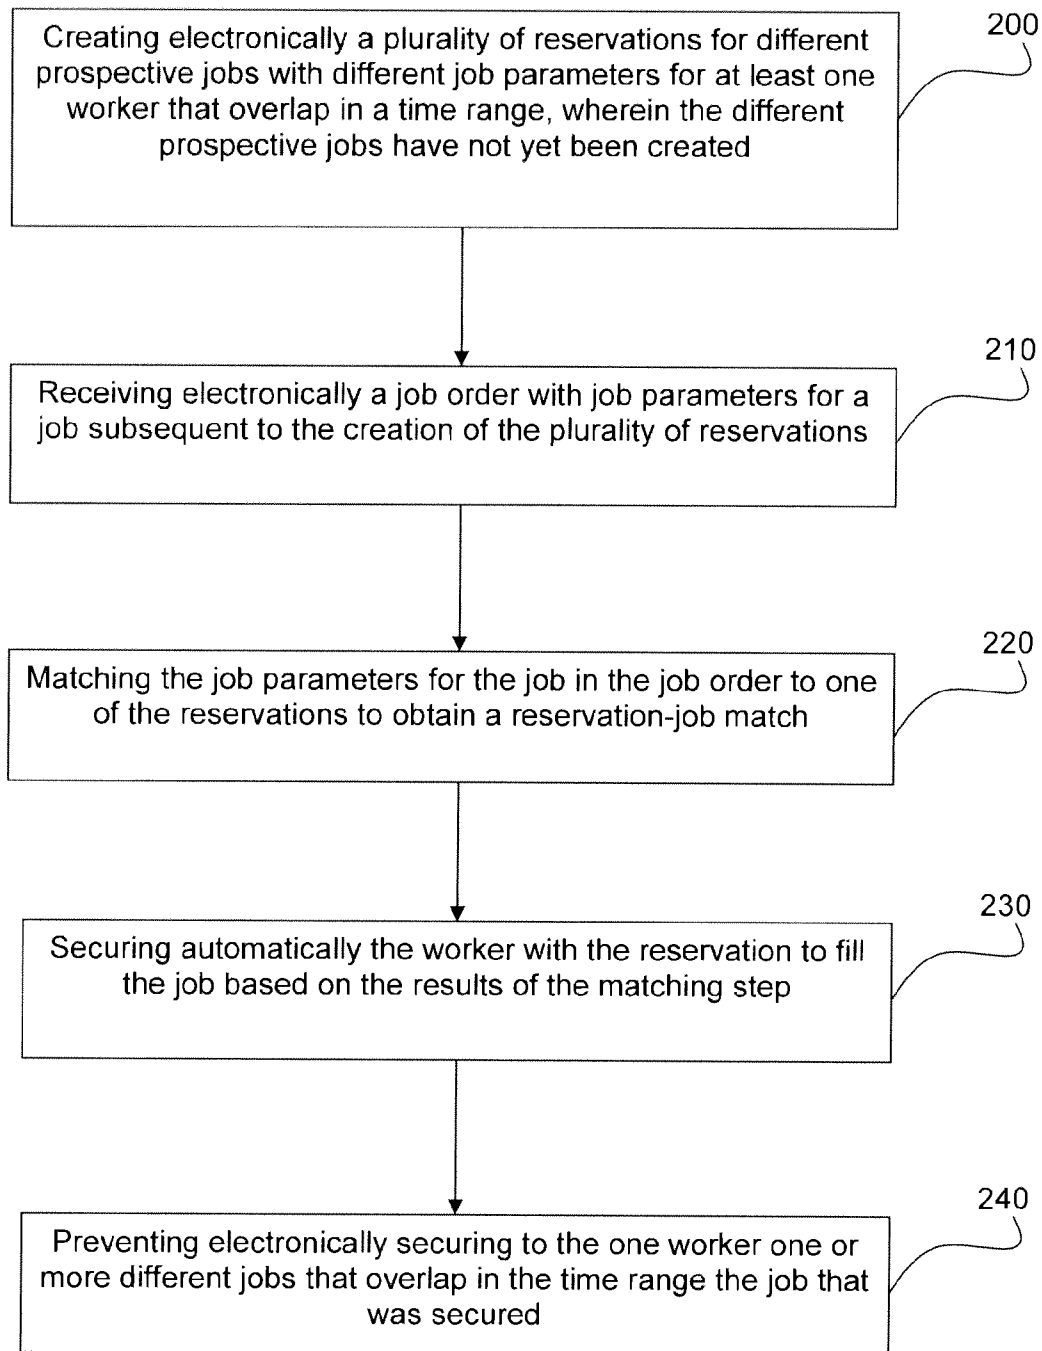 200
Creating electronically a plurality of reservations for different
prospective jobs with different job parameters for at least one
worker that overlap in a time range, wherein the different
prospective jobs have not yet been created
210
Receiving electronically a job order with job parameters for a
job subsequent to the creation of the plurality of reservations
220
Matching the job parameters for the job in the job order to one
of the reservations to obtain a reservation-job match
230
Securing automatically the worker with the reservation to fill
the job based on the results of the matching step
240
Preventing electronically securing to the one worker one or
more different jobs that overlap in the time range the job that
was secured